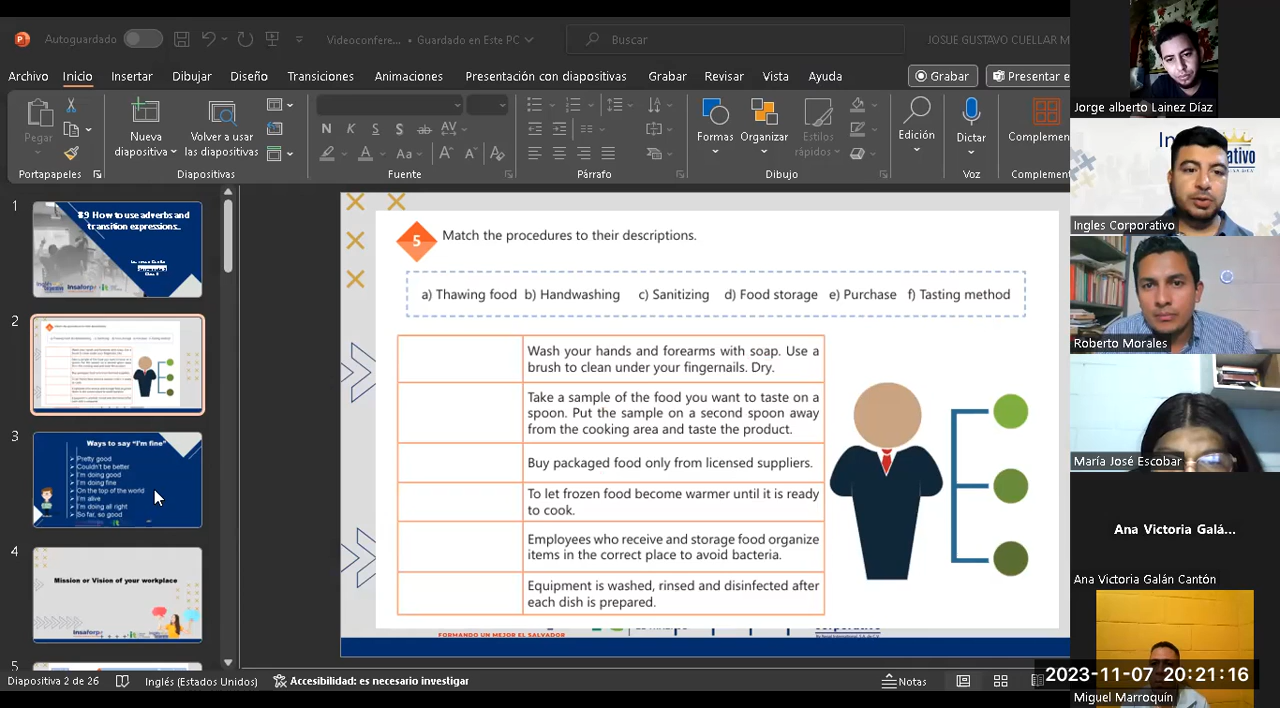 Autoguardado
Videoconfere... • Guardado en Este PC
Buscar
JOSUE GUSTAVO CUELLAR M
Archivo Inicio Insertar Dibujar Diseño Transiciones Animaciones Presentación con diapositivas Grabar Revisar Vista Ayuda
Grabar
Presentar e
Pegar
Nueva diapositiva
Volver a usar las diapositivas
Formas
Organizar
Estilos rápidos
Edición
Dictar
Complemen
Portapapeles
Diapositivas
Fuente
Párrafo
Dibujo
Voz
Complement
1
How to use adverbs and
transition expressions..
2
3
Ways to say "I'm fine"
Pretty good
Couldn't be better
I'm doing good
I'm doing fine
On the top of the world
I'm alive
I'm doing all right
So far, so good
4
Mission or Vision of your workplace
Insaforp
5
5
Match the procedures to their descriptions.
a) Thawing food b) Handwashing c) Sanitizing d) Food storage e) Purchase f) Tasting method
Wash your hands and forearms with soap. Use a
brush to clean under your fingernails. Dry.
Take a sample of the food you want to taste on a
spoon. Put the sample on a second spoon away
from the cooking area and taste the product.
Buy packaged food only from licensed suppliers.
To let frozen food become warmer until it is ready
to cook.
Employees who receive and storage food organize
items in the correct place to avoid bacteria.
Equipment is washed, rinsed and disinfected after
each dish is prepared.
FORMANDO UN MEJOR EL SALVADOR
Diapositiva 2 de 26
Inglés (Estados Unidos)
Accesibilidad: es necesario investigar
Notas
Jorge alberto Lainez Díaz
Ingles Corporativo
Roberto Morales
María José Escobar
Ana Victoria Galá...
Ana Victoria Galán Cantón
2023-11-07 20:21:16
Miguel Marroquín